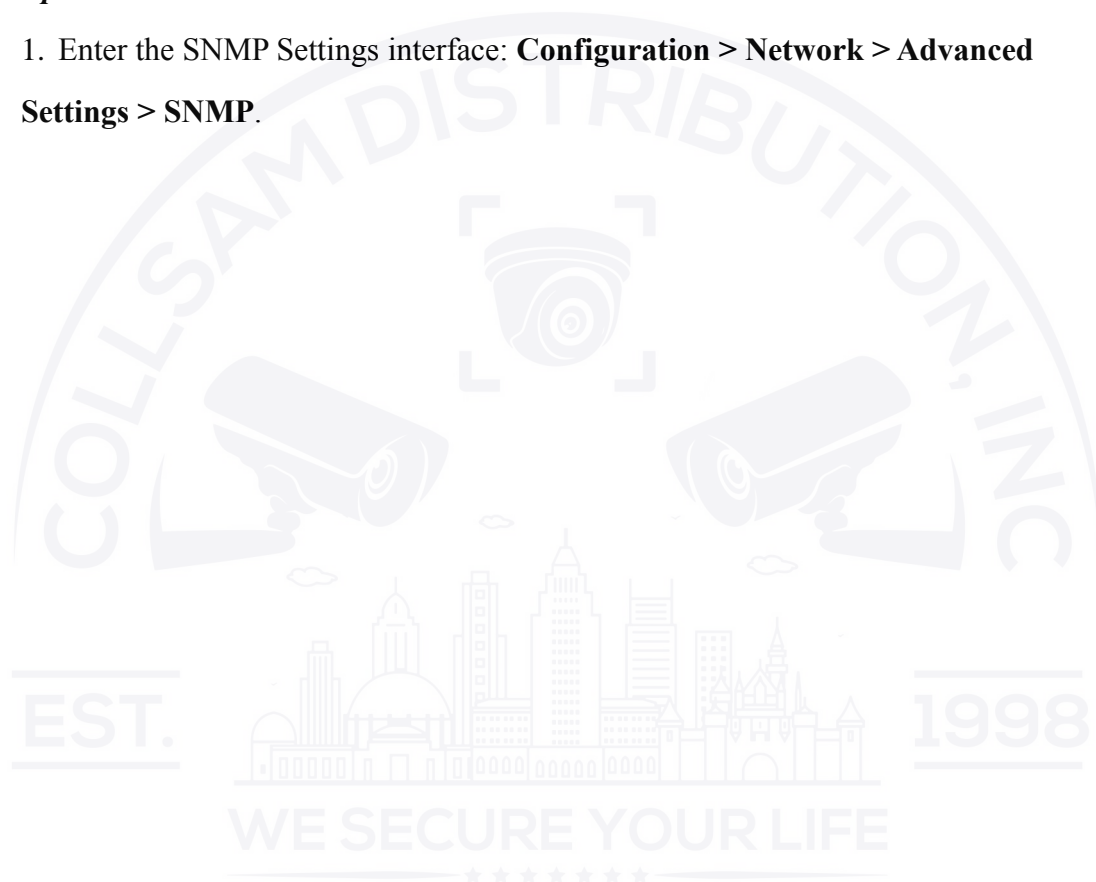 1. Enter the SNMP Settings interface: Configuration > Network > Advanced
Settings > SNMP.
COLLSAM DISTRIBUTION, INC
EST.
1998
WE SECURE YOUR LIFE